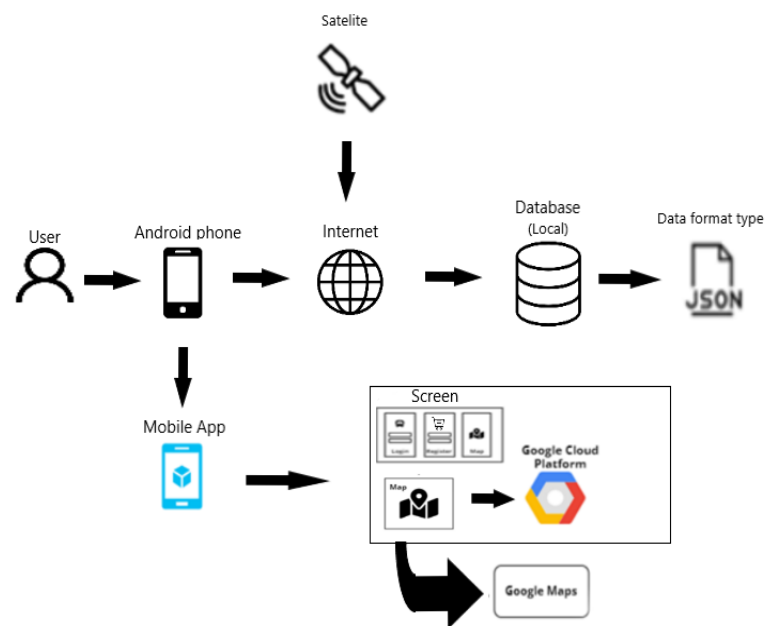 Satelite
User
Android phone
Internet
Database
(Local)
Data format type
JSON
Mobile App
Screen
Login
Register
Map
Map
Google Cloud
Platform
Google Maps